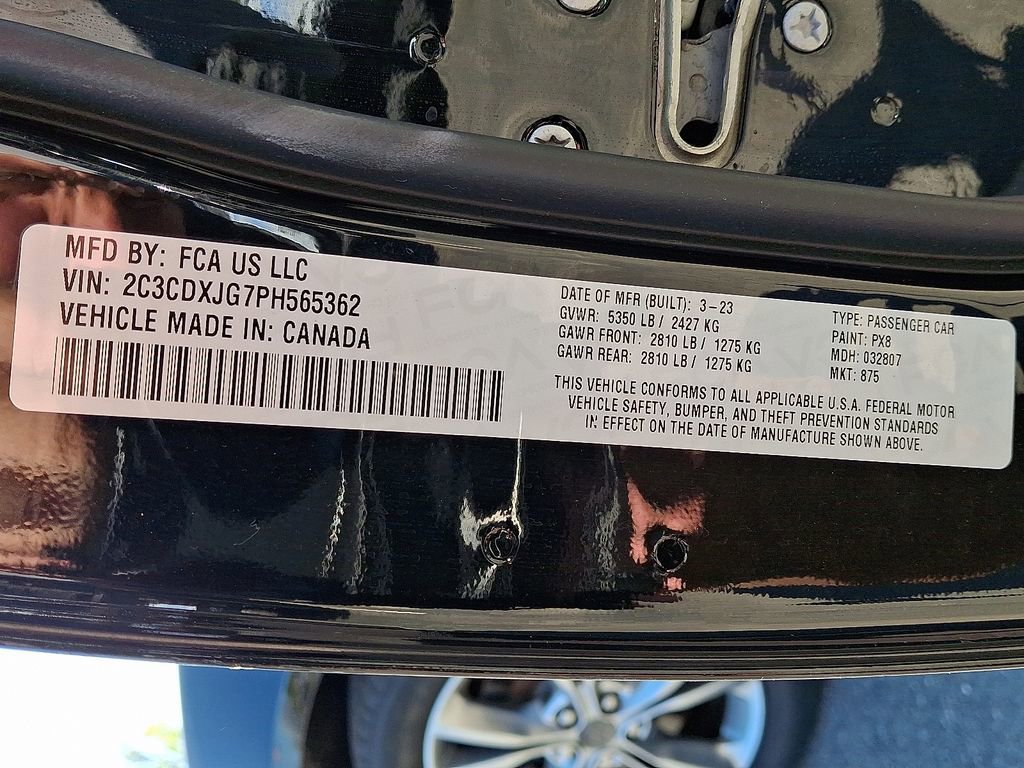 MFD BY: FCA US LLC
VIN: 2C3CDXJG7PH565362
VEHICLE MADE IN: CANADA
DATE OF MFR (BUILT): 3-23
GVWR: 5350 LB / 2427 KG
GAWR FRONT: 2810 LB / 1275 KG
GAWR REAR: 2810 LB / 1275 KG
TYPE: PASSENGER CAR
PAINT: PX8
MDH: 032807
MKT: 875
THIS VEHICLE CONFORMS TO ALL APPLICABLE U.S.A. FEDERAL MOTOR
VEHICLE SAFETY, BUMPER, AND THEFT PREVENTION STANDARDS
IN EFFECT ON THE DATE OF MANUFACTURE SHOWN ABOVE.